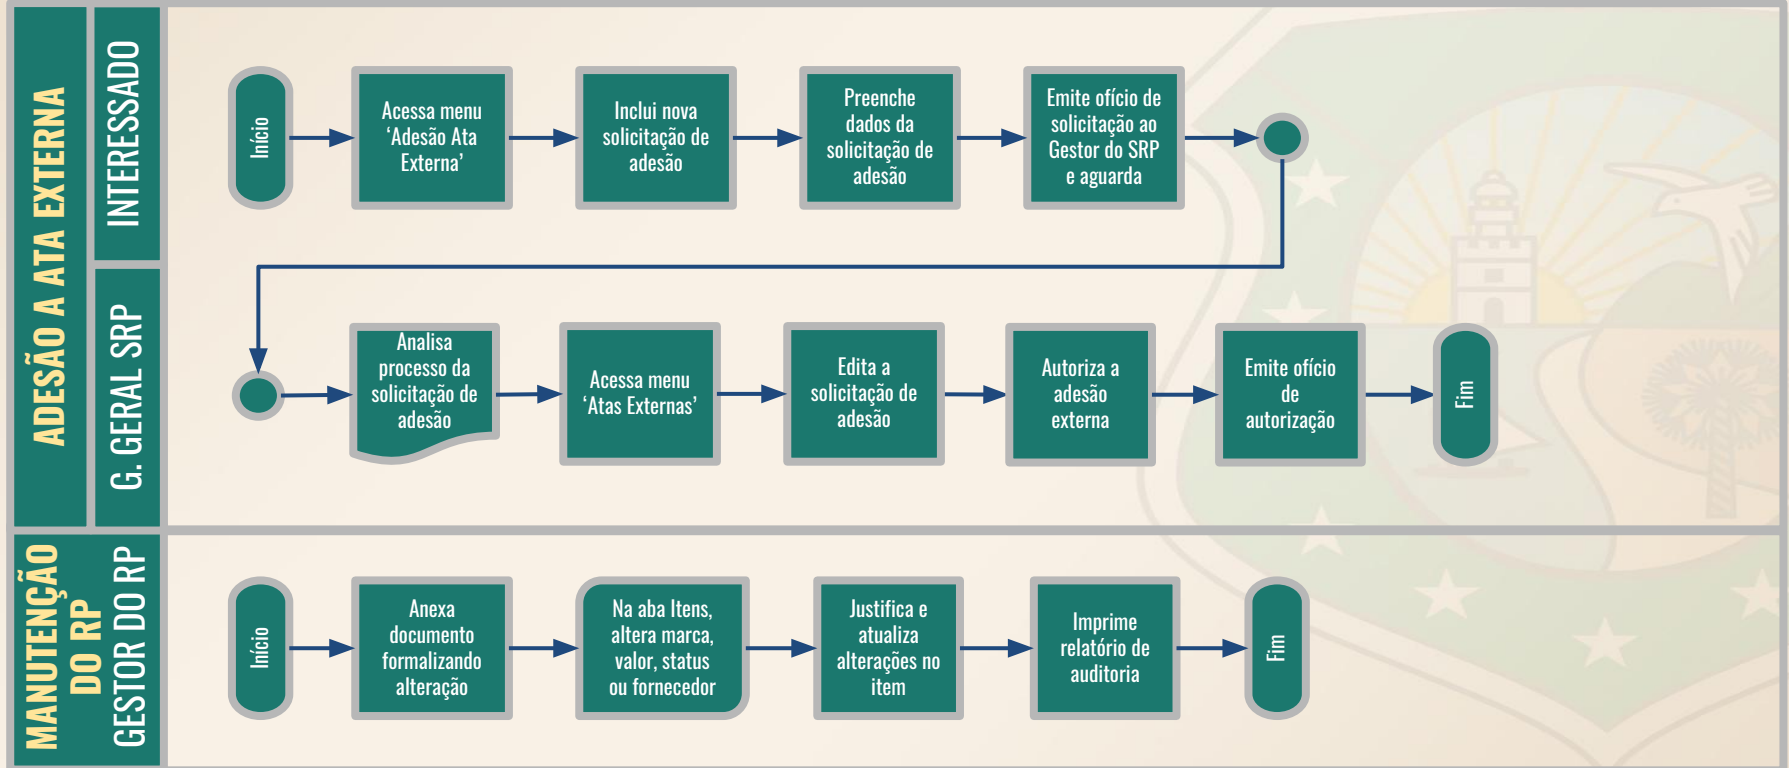 ADESÃO A ATA EXTERNA
INTERESSADO
Início
Acessa menu
‘Adesão Ata
Externa’
Inclui nova
solicitação de
adesão
Preenche
dados da
solicitação de
adesão
Emite ofício de
solicitação ao
Gestor do SRP
e aguarda
G. GERAL SRP
Analisa
processo da
solicitação de
adesão
Acessa menu
‘Atas Externas’
Edita a
solicitação de
adesão
Autoriza a
adesão
externa
Emite ofício
de
autorização
Fim
MANUTENÇÃO
DO RP
GESTOR DO RP
Início
Anexa
documento
formalizando
alteração
Na aba Itens,
altera marca,
valor, status
ou fornecedor
Justifica e
atualiza
alterações no
item
Imprime
relatório de
auditoria
Fim